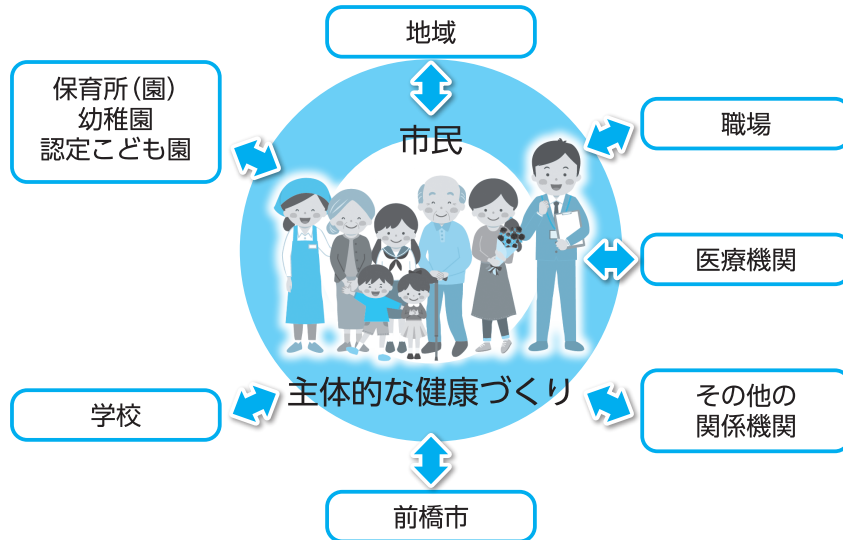 地域
保育所（園）
幼稚園
認定こども園
職場
市民
医療機関
主体的な健康づくり
学校
その他の
関係機関
前橋市